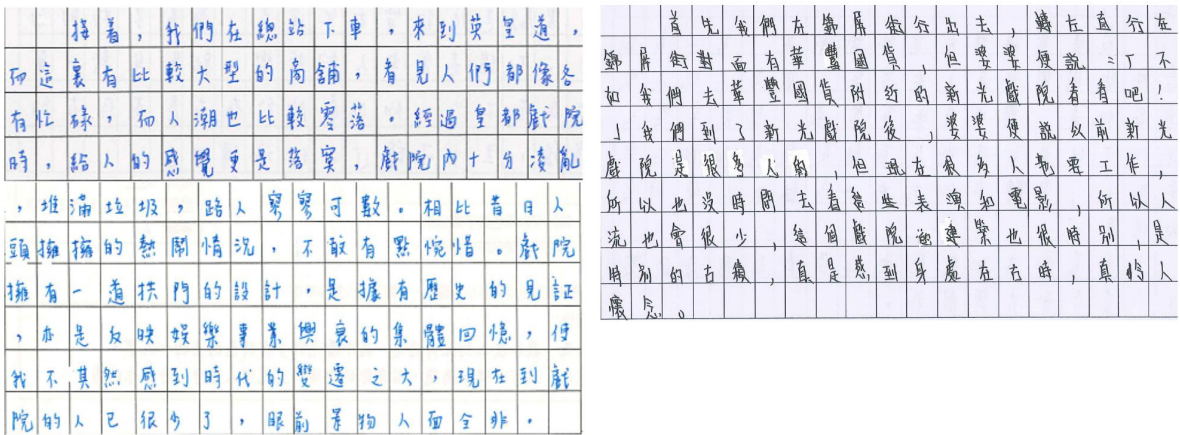 接着，我們在總站下車，來到英皇道，
而這裏有比較大型的商舖，看見人們都像各
有忙碌，而人潮也比較零落。經過皇都戲院
時，給人的感覺更是落寞，戲院內十分凌亂
，堆滿垃圾，路人寥寥可數。相比昔日人
頭擁擁的熱鬧情況，不敢有點惋惜。戲院
擁有一道拱門的設計，是據有歷史的見証
，亦是反映娛樂事業興衰的集體回憶，使
我不其然感到時代的變遷之大，現在到戲
院的人已很少了，眼前景物人面全非。
首先我們在錦屏街行出去，轉左直行在
錦屏街對面有華豐國貨，但婆婆便說：「不
如我們去華豐國貨附近的新光戲院看看吧！
」我們到了新光戲院後，婆婆便說以前新光
戲院是很多人的，但現在很多人都要工作，
所以也沒時間去看這些表演和電影，所以人
流也會很少，這個戲院的建築也很特別，是
特別的古蹟，真是感到身處在古時，真令人
懷念。